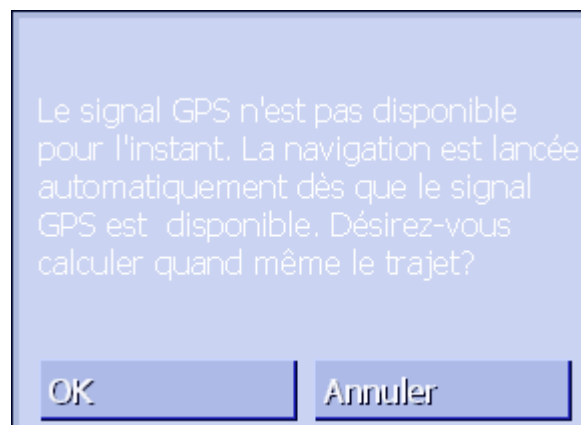 Le signal GPS n'est pas disponible
pour l'instant. La navigation est lancée
automatiquement dès que le signal
GPS est  disponible. Désirez-vous
calculer quand même le trajet?
OK
Annuler